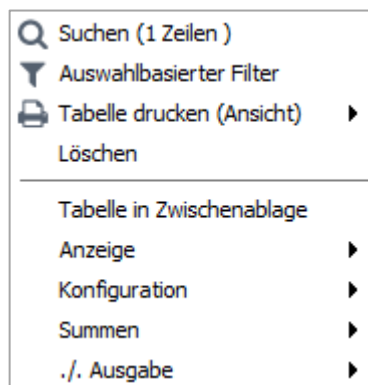 Suchen (1 Zeilen )
Auswahlbasierter Filter
Tabelle drucken (Ansicht)
Löschen
Tabelle in Zwischenablage
Anzeige
Konfiguration
Summen
./. Ausgabe